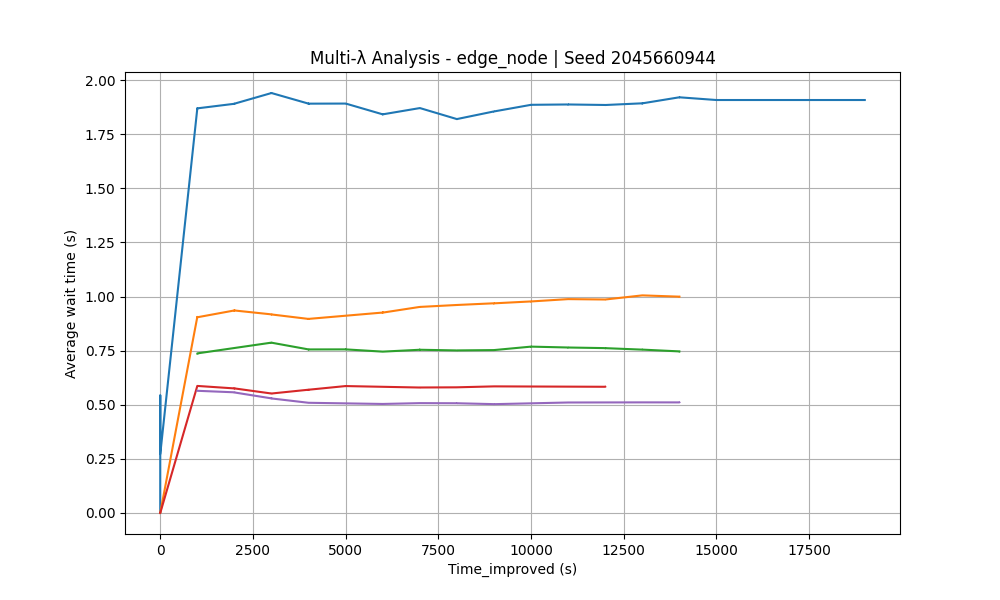 Multi-λ Analysis - edge_node | Seed 2045660944
Average wait time (s)
2.00
1.75
1.50
1.25
1.00
0.75
0.50
0.25
0.00
0 2500 5000 7500 10000 12500 15000 17500
Time_improved (s)